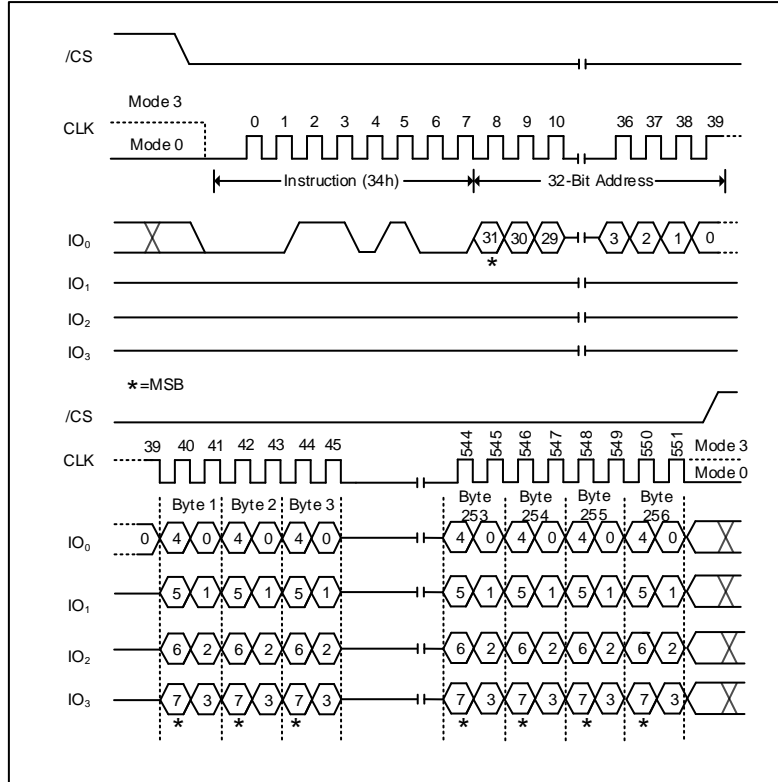 /CS
Mode 3
0 1 2 3 4 5 6 7 8 9 10 36 37 38 39
CLK
Mode 0
Instruction (34h) 32-Bit Address
IO₀ 31 30 29 3 2 1 0
*
IO₁
IO₂
IO₃
*=MSB
/CS
39 40 41 42 43 44 45 544 545 546 547 548 549 550 551 Mode 3
CLK
Mode 0
Byte 1 Byte 2 Byte 3 Byte 253 Byte 254 Byte 255 Byte 256
IO₀ 0 4 0 4 0 4 0 4 0 4 0 4 0 4 0
IO₁ 5 1 5 1 5 1 5 1 5 1 5 1 5 1
IO₂ 6 2 6 2 6 2 6 2 6 2 6 2 6 2
IO₃ 7 3 7 3 7 3 7 3 7 3 7 3 7 3
* * * * * * *